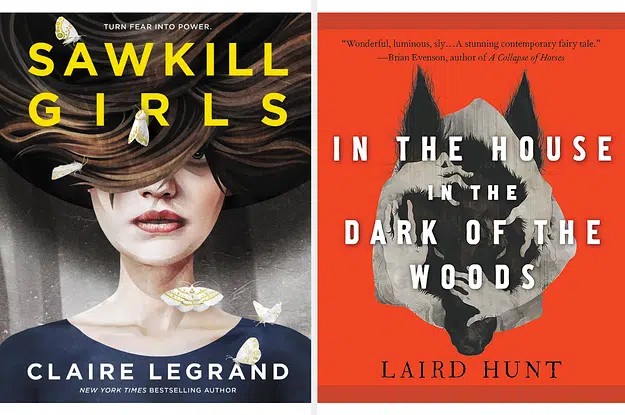 TURN FEAR INTO POWER.
SAWKILL
GIRLS
CLAIRE LEGRAND
NEW YORK TIMES BESTSELLING AUTHOR
“Wonderful, luminous, sly…A stunning contemporary fairy tale.”
—Brian Evenson, author of A Collapse of Horses
IN THE HOUSE
IN THE
DARK OF THE
WOODS
LAIRD HUNT